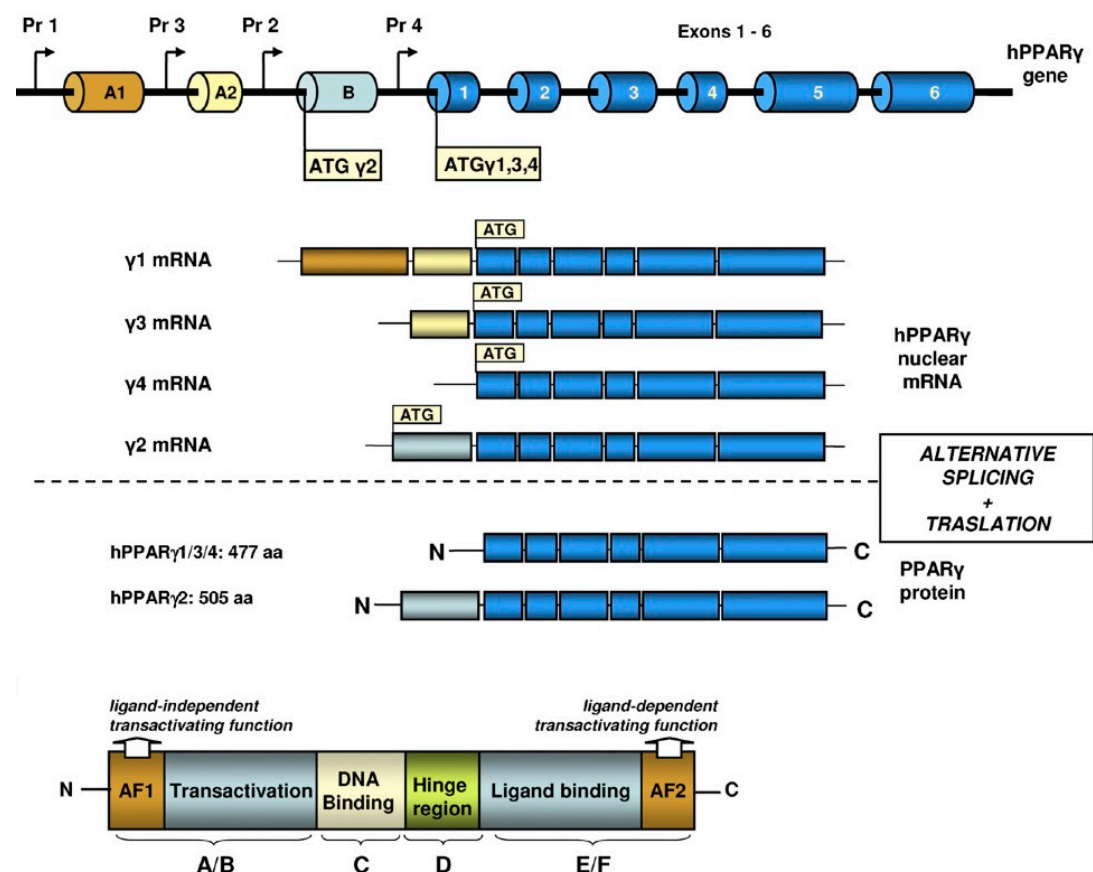 Pr 1
Pr 3
Pr 2
Pr 4
Exons 1 - 6
hPPARγ
gene
A1
A2
B
1
2
3
4
5
6
ATG γ2
ATGγ1,3,4
ATG
γ1 mRNA
ATG
γ3 mRNA
ATG
γ4 mRNA
ATG
γ2 mRNA
hPPARγ
nuclear
mRNA
ALTERNATIVE
SPLICING
+
TRASLATION
hPPARγ1/3/4: 477 aa
N
C
hPPARγ2: 505 aa
N
C
PPARγ
protein
ligand-independent
transactivating function
ligand-dependent
transactivating function
N
AF1
Transactivation
DNA
Binding
Hinge
region
Ligand binding
AF2
C
A/B
C
D
E/F